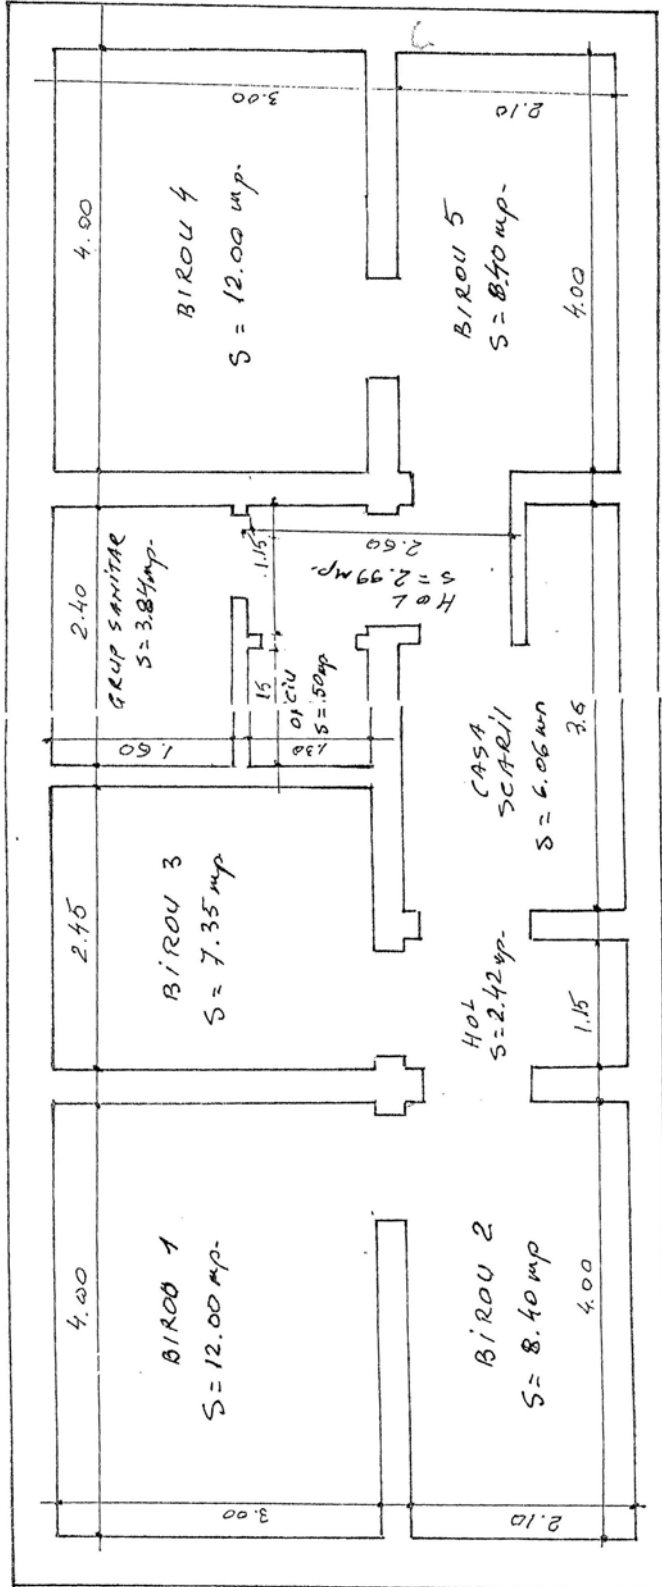 4.00
3.00
BIROU 4
S = 12.00 mp.
2.10
BIROU 5
S = 8.40 mp.
4.00
2.40
GRUP SANITAR
S = 3.84 mp.
1.60
1.15
2.60
HOL
S = 2.99 mp.
15
S = .50 mp
1.30
CASA
SCARII
S = 6.06
3.6
2.45
BIROU 3
S = 7.35 mp
HOL
S = 2.42 mp.
1.15
4.00
BIROU 1
S = 12.00 mp.
3.00
BIROU 2
S = 8.40 mp
4.00
2.10